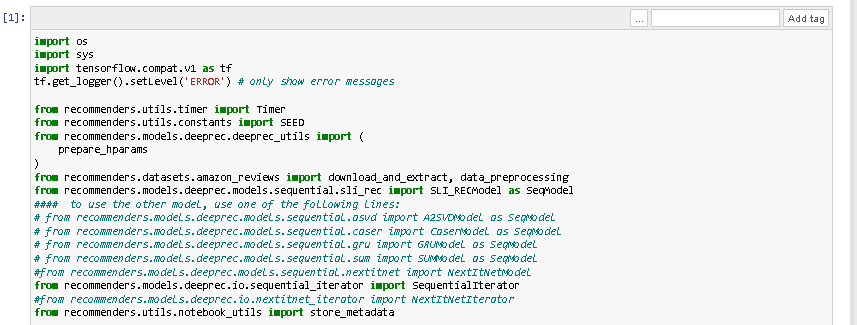 [1]:
... Add tag
import os
import sys
import tensorflow.compat.v1 as tf
tf.get_logger().setLevel('ERROR') # only show error messages
from recommenders.utils.timer import Timer
from recommenders.utils.constants import SEED
from recommenders.models.deeprec.deeprec_utils import (
    prepare_hparams
)
from recommenders.datasets.amazon_reviews import download_and_extract, data_preprocessing
from recommenders.models.deeprec.models.sequential.sli_rec import SLI_RECModel as SeqModel
####  to use the other model, use one of the following lines:
# from recommenders.models.deeprec.models.sequential.asvd import A2SVDModel as SeqModel
# from recommenders.models.deeprec.models.sequential.caser import CaserModel as SeqModel
# from recommenders.models.deeprec.models.sequential.gru import GRUModel as SeqModel
# from recommenders.models.deeprec.models.sequential.sum import SUMModel as SeqModel
#from recommenders.models.deeprec.models.sequential.nextitnet import NextItNetModel
from recommenders.models.deeprec.io.sequential_iterator import SequentialIterator
#from recommenders.models.deeprec.io.nextitnet_iterator import NextItNetIterator
from recommenders.utils.notebook_utils import store_metadata